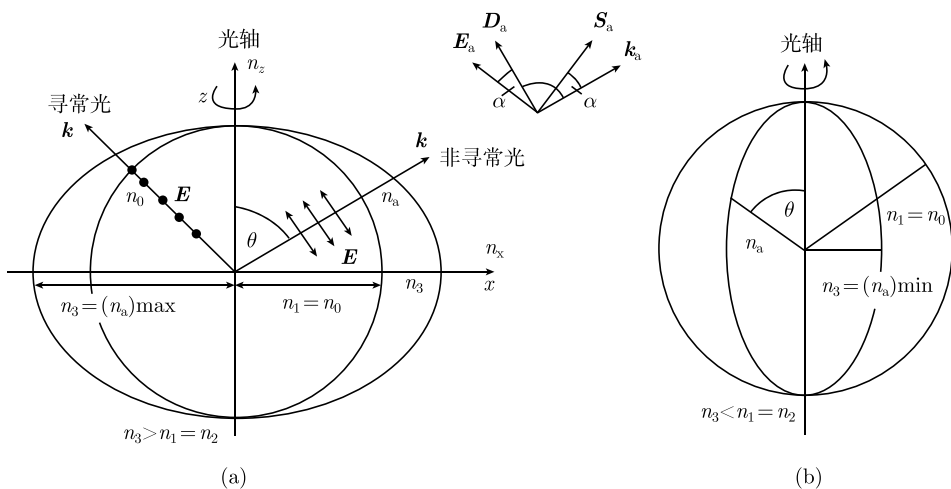 光轴
n_z
z
寻常光
k
n_0
E
θ
E
k
非寻常光
n_a
n_x
x
n_3
n_3=(n_a)max
n_1=n_0
n_3>n_1=n_2
(a)
D_a
E_a
S_a
k_a
α
α
光轴
θ
n_a
n_1=n_0
n_3=(n_a)min
n_3<n_1=n_2
(b)